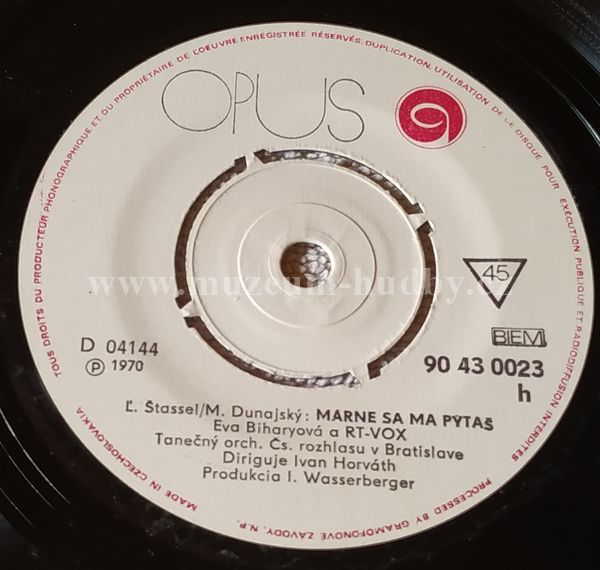 TOUS DROITS DU PRODUCTEUR PHONOGRAPHIQUE ET DU PROPRIÉTAIRE DE L'OEUVRE ENREGISTRÉE RÉSERVÉS. DUPLICATION, UTILISATION DE LE DISQUE POUR EXÉCUTION PUBLIQUE ET RADIODIFFUSION INTERDITES
OPUS
www.muzeum-hudby.cz
45
BIEM
D 04144
℗ 1970
90 43 0023
h
Ľ. Štassel/M. Dunajský: MARNE SA MA PÝTAŠ
Eva Biharyová a RT-VOX
Tanečný orch. Čs. rozhlasu v Bratislave
Diriguje Ivan Horváth
Produkcia I. Wasserberger
MADE IN CZECHOSLOVAKIA
PROCESSED BY GRAMOFONOVÉ ZÁVODY, N.P.